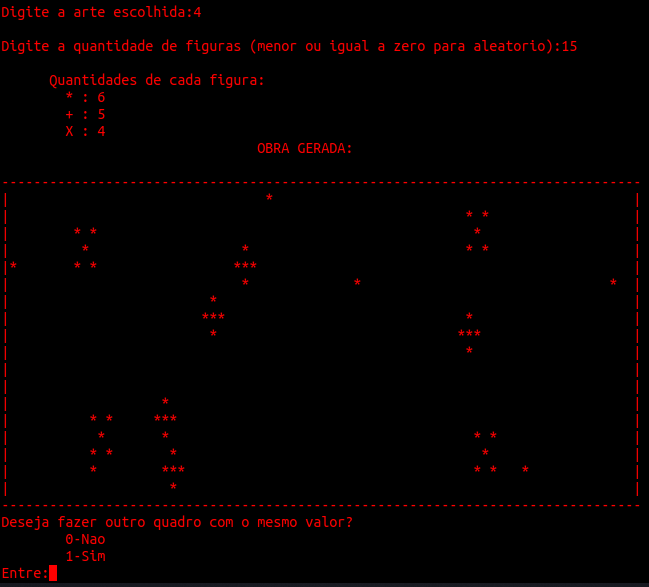 Digite a arte escolhida:4
Digite a quantidade de figuras (menor ou igual a zero para aleatorio):15
Quantidades de cada figura:
* : 6
+ : 5
X : 4
OBRA GERADA:
Deseja fazer outro quadro com o mesmo valor?
0-Nao
1-Sim
Entre: